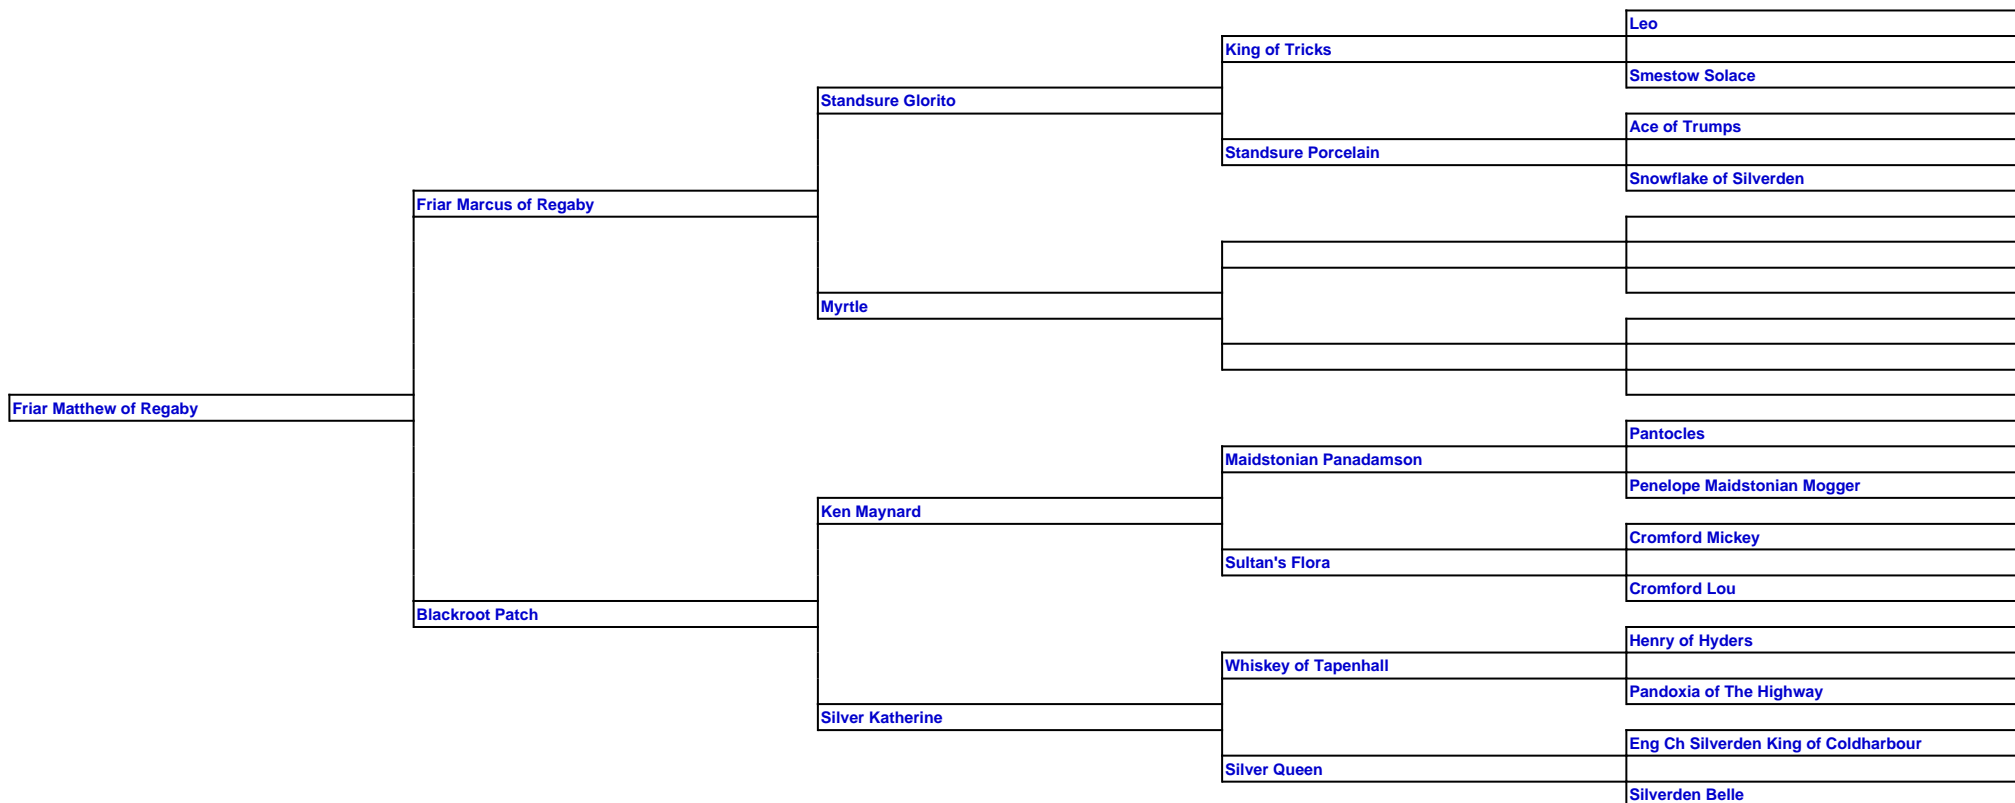 Leo
King of Tricks
Smestow Solace
Standsure Glorito
Ace of Trumps
Standsure Porcelain
Snowflake of Silverden
Friar Marcus of Regaby
Myrtle
Friar Matthew of Regaby
Pantocles
Maidstonian Panadamson
Penelope Maidstonian Mogger
Ken Maynard
Cromford Mickey
Sultan's Flora
Cromford Lou
Blackroot Patch
Henry of Hyders
Whiskey of Tapenhall
Pandoxia of The Highway
Silver Katherine
Eng Ch Silverden King of Coldharbour
Silver Queen
Silverden Belle